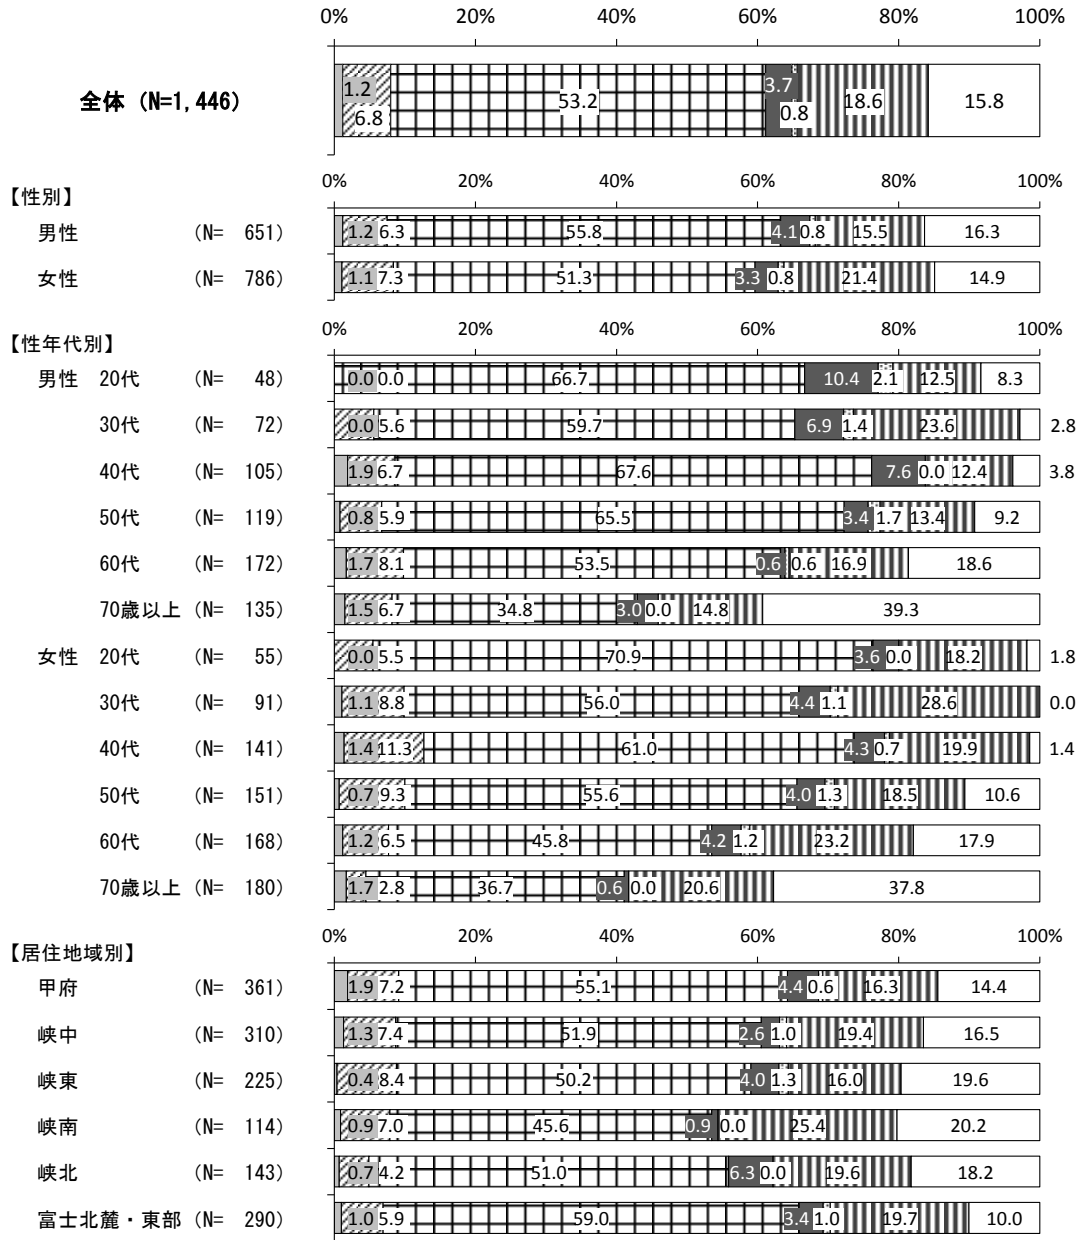 0% 20% 40% 60% 80% 100%
全体 (N=1,446) 1.2 6.8 53.2 3.7 0.8 18.6 15.8
【性別】 0% 20% 40% 60% 80% 100%
男性 (N= 651) 1.2 6.3 55.8 4.1 0.8 15.5 16.3
女性 (N= 786) 1.1 7.3 51.3 3.3 0.8 21.4 14.9
【性年代別】 0% 20% 40% 60% 80% 100%
男性 20代 (N= 48) 0.0 0.0 66.7 10.4 2.1 12.5 8.3
30代 (N= 72) 0.0 5.6 59.7 6.9 1.4 23.6 2.8
40代 (N= 105) 1.9 6.7 67.6 7.6 0.0 12.4 3.8
50代 (N= 119) 0.8 5.9 65.5 3.4 1.7 13.4 9.2
60代 (N= 172) 1.7 8.1 53.5 0.6 0.6 16.9 18.6
70歳以上 (N= 135) 1.5 6.7 34.8 3.0 0.0 14.8 39.3
女性 20代 (N= 55) 0.0 5.5 70.9 3.6 0.0 18.2 1.8
30代 (N= 91) 1.1 8.8 56.0 4.4 1.1 28.6 0.0
40代 (N= 141) 1.4 11.3 61.0 4.3 0.7 19.9 1.4
50代 (N= 151) 0.7 9.3 55.6 4.0 1.3 18.5 10.6
60代 (N= 168) 1.2 6.5 45.8 4.2 1.2 23.2 17.9
70歳以上 (N= 180) 1.7 2.8 36.7 0.6 0.0 20.6 37.8
【居住地域別】 0% 20% 40% 60% 80% 100%
甲府 (N= 361) 1.9 7.2 55.1 4.4 0.6 16.3 14.4
峡中 (N= 310) 1.3 7.4 51.9 2.6 1.0 19.4 16.5
峡東 (N= 225) 0.4 8.4 50.2 4.0 1.3 16.0 19.6
峡南 (N= 114) 0.9 7.0 45.6 0.9 0.0 25.4 20.2
峡北 (N= 143) 0.7 4.2 51.0 6.3 0.0 19.6 18.2
富士北麓・東部 (N= 290) 1.0 5.9 59.0 3.4 1.0 19.7 10.0